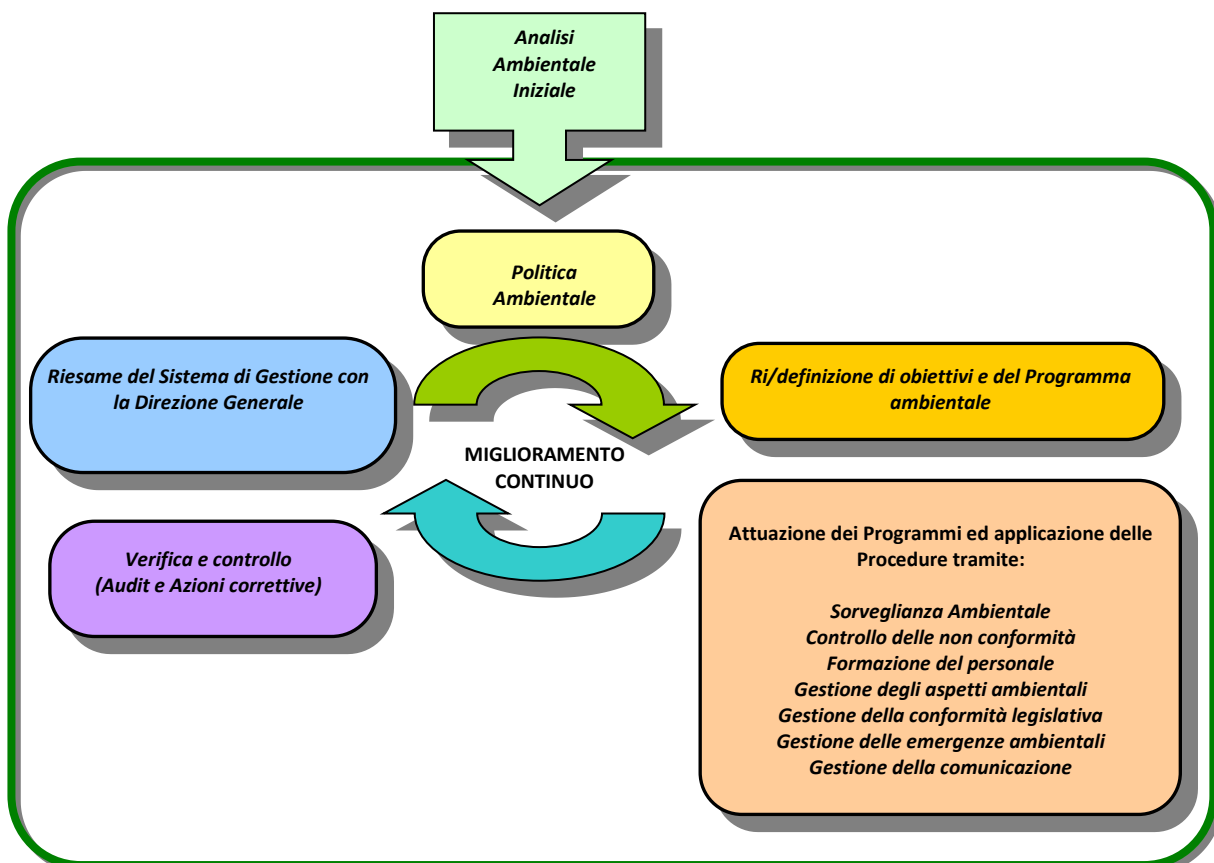 Analisi
Ambientale
Iniziale
Politica
Ambientale
Riesame del Sistema di Gestione con
la Direzione Generale
Ri/definizione di obiettivi e del Programma
ambientale
MIGLIORAMENTO
CONTINUO
Verifica e controllo
(Audit e Azioni correttive)
Attuazione dei Programmi ed applicazione delle
Procedure tramite:
Sorveglianza Ambientale
Controllo delle non conformità
Formazione del personale
Gestione degli aspetti ambientali
Gestione della conformità legislativa
Gestione delle emergenze ambientali
Gestione della comunicazione